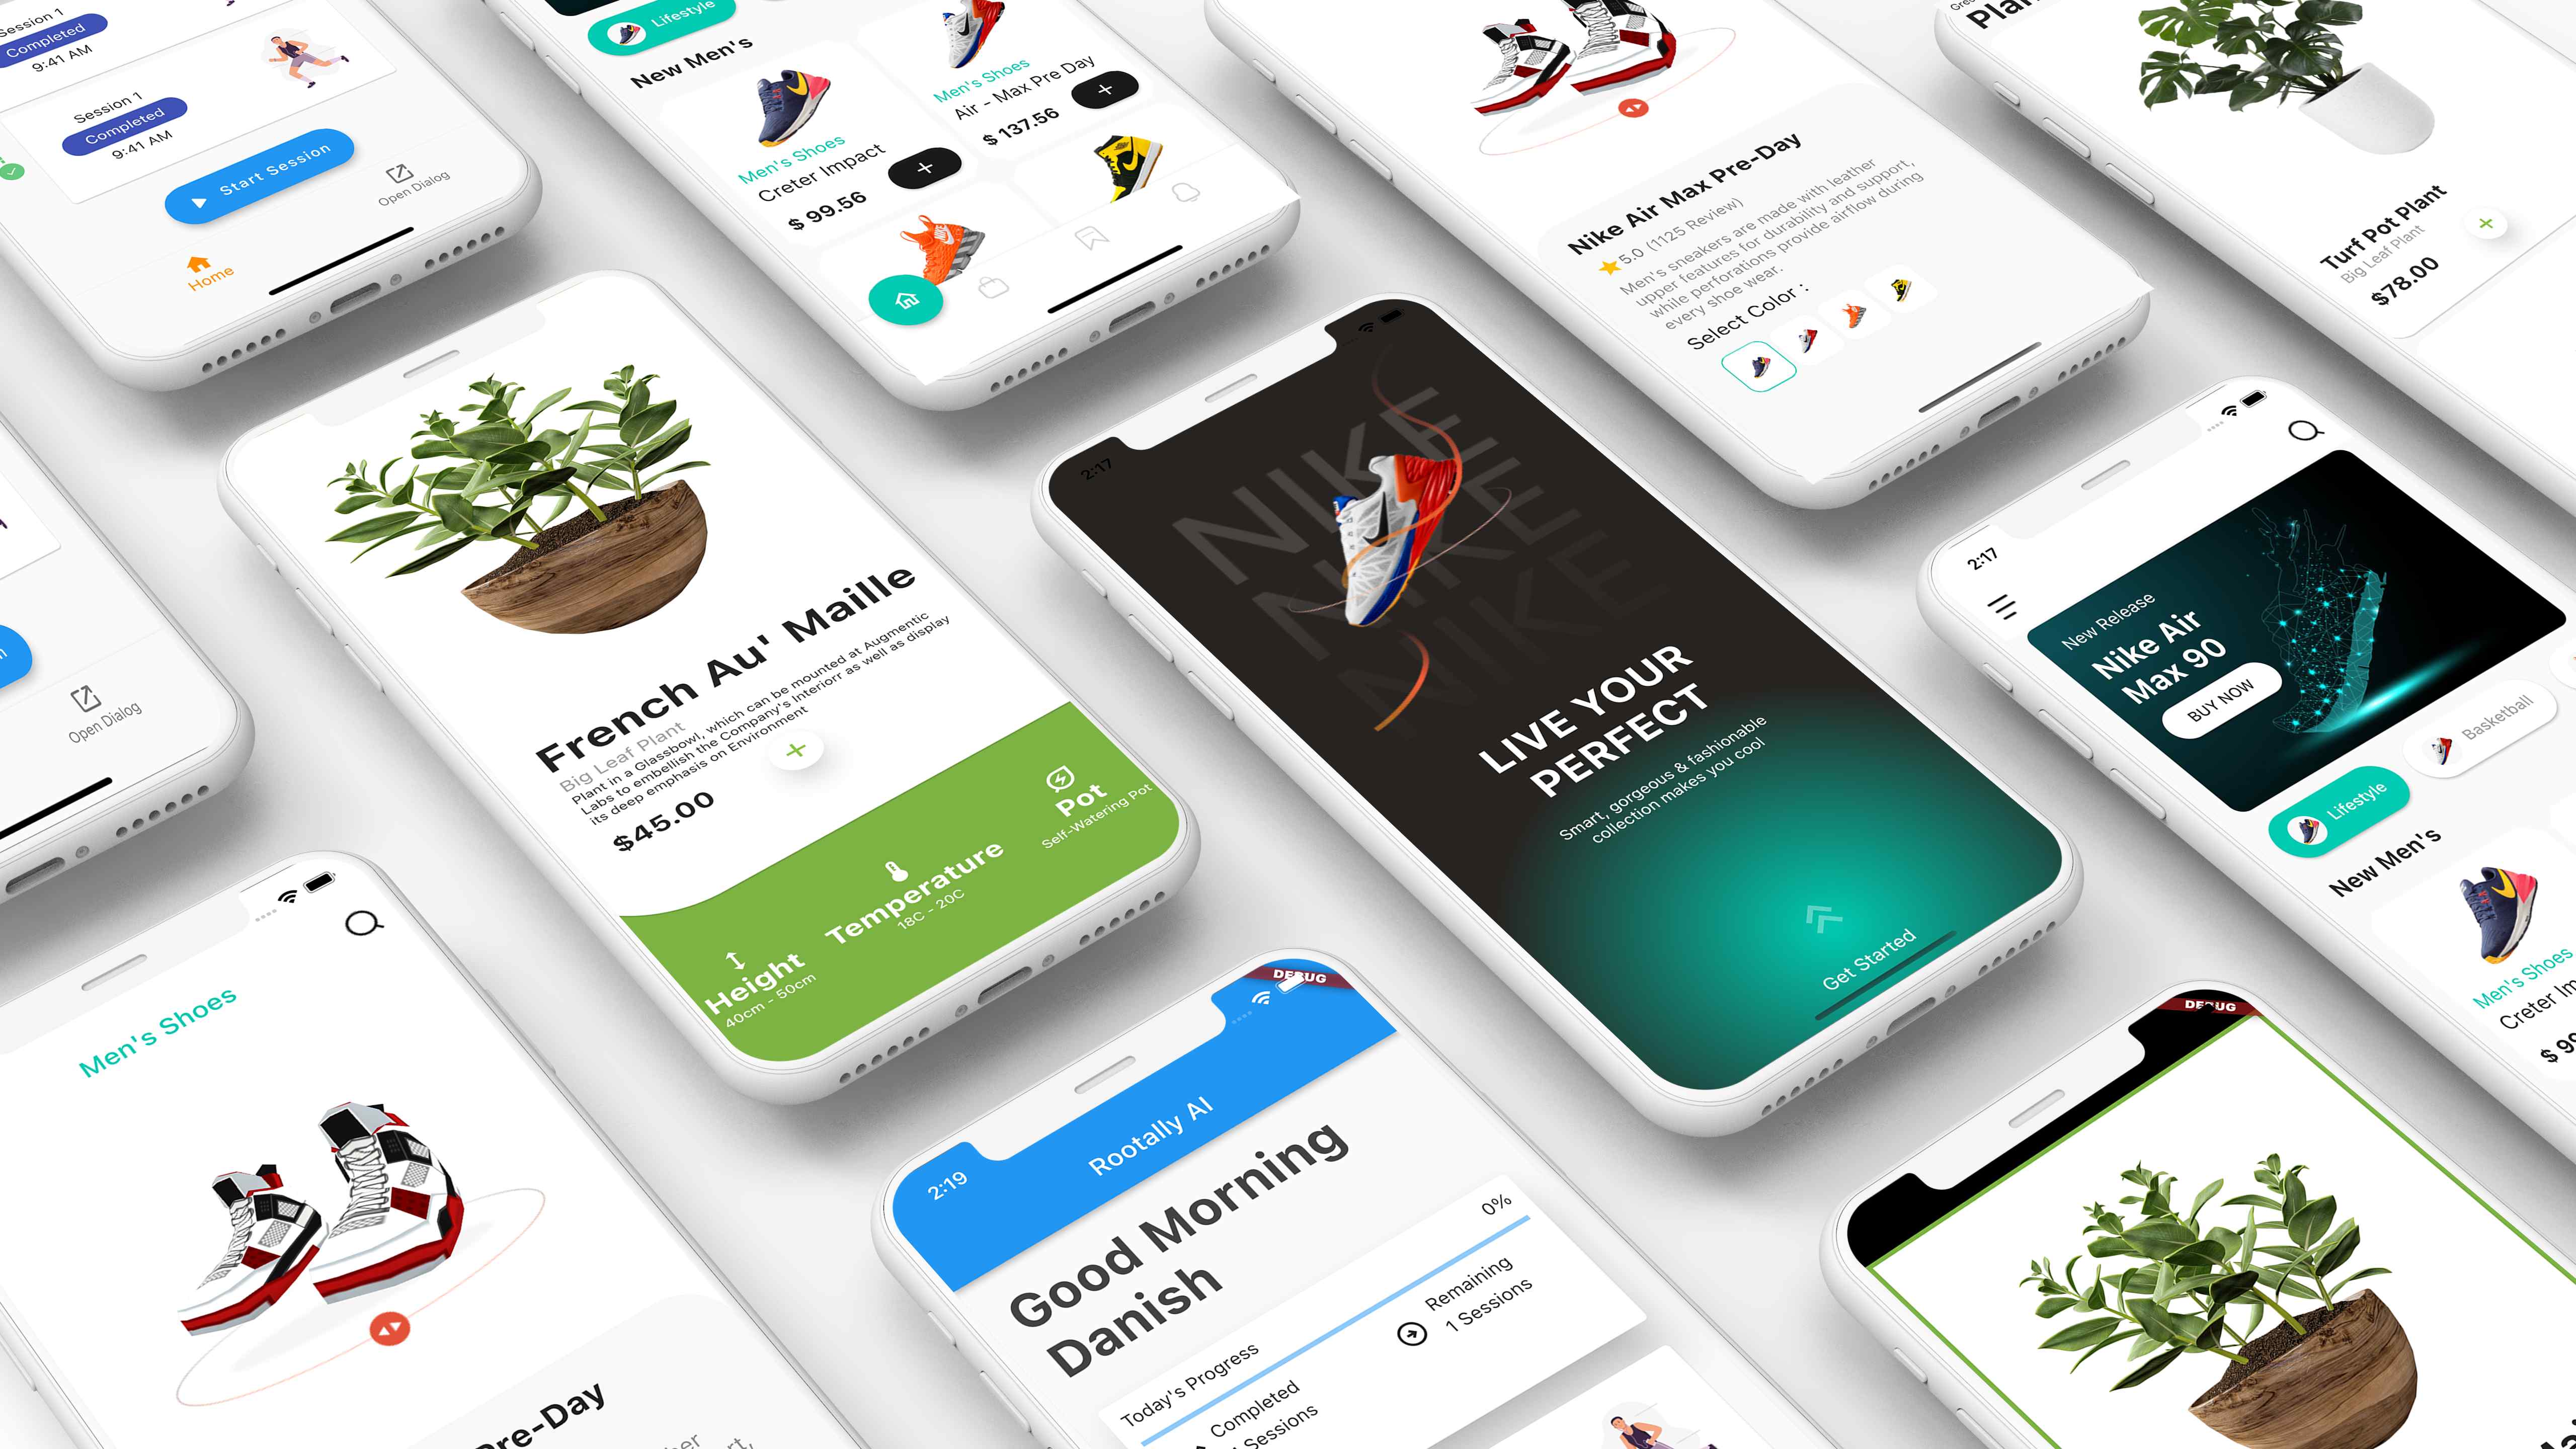 Session 1
Completed
9:41 AM
Session 1
Completed
9:41 AM
Start Session
Open Dialog
Home
Lifestyle
New Men's
Men's Shoes
Creter Impact
$ 99.56
+
Men's Shoes
Air - Max Pre Day
$ 137.56
+
Nike Air Max Pre-Day
5.0 (1125 Review)
Men's sneakers are made with leather
upper features for durability and support,
while perforations provide airflow during
every shoe wear.
Select Color :
Turf Pot Plant
Big Leaf Plant
$78.00
+
Open Dialog
French Au' Maille
Big Leaf Plant
Plant in a Glassbowl, which can be mounted at Augmentic
Labs to embellish the Company's Interiorr as well as display
its deep emphasis on Environment
$45.00
+
Height
40cm - 50cm
Temperature
18C - 20C
Pot
Self-Watering Pot
2:17
NIKE
NIKE
NIKE
LIVE YOUR
PERFECT
Smart, gorgeous & fashionable
collection makes you cool
Get Started
2:17
New Release
Nike Air
Max 90
BUY NOW
Lifestyle
Basketball
New Men's
Men's Shoes
Men's Shoes
Pre-Day
DEBUG
2:19
Rootally AI
Good Morning
Danish
Today's Progress
0%
Completed
Sessions
Remaining
1 Sessions
DEBUG